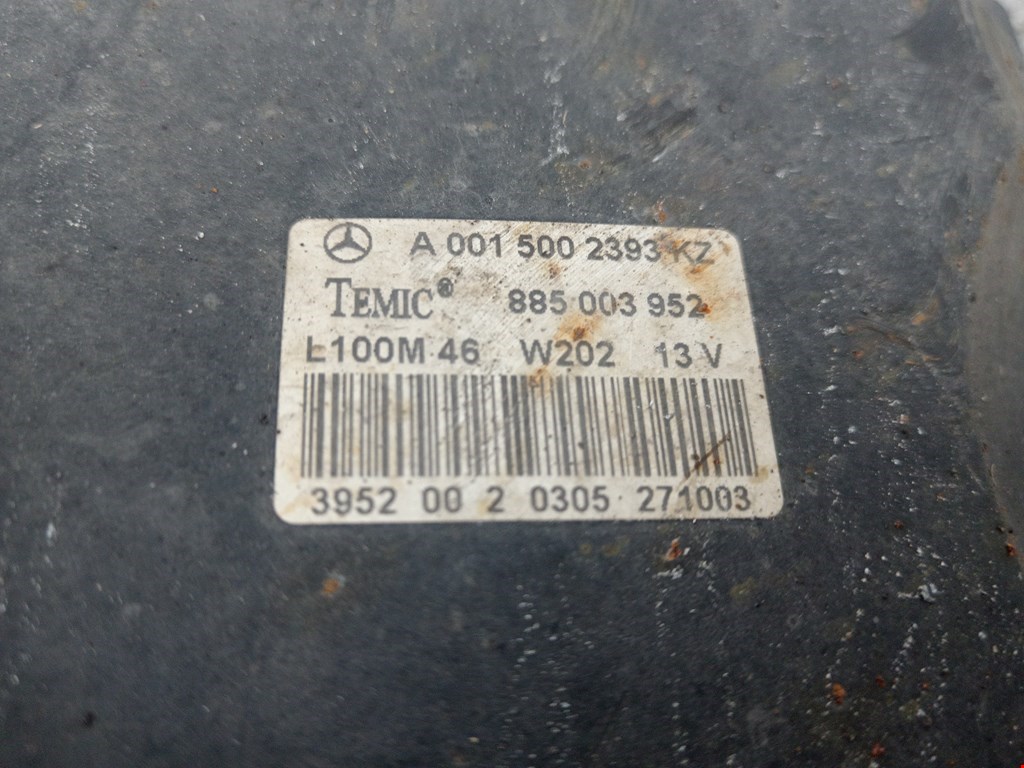 A 001 500 2393 KZ
TEMIC® 885 003 952
L100M 46 W202 13 V
3952 00 2 0305 271003